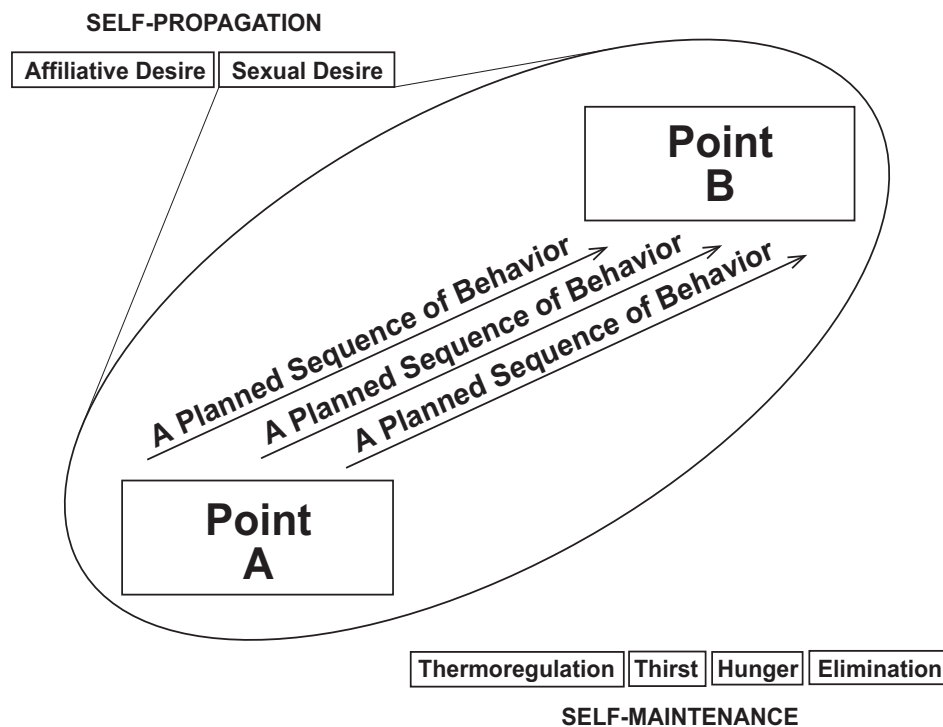 SELF-PROPAGATION
Affiliative Desire
Sexual Desire
Point
B
A Planned Sequence of Behavior
A Planned Sequence of Behavior
A Planned Sequence of Behavior
Point
A
Thermoregulation
Thirst
Hunger
Elimination
SELF-MAINTENANCE